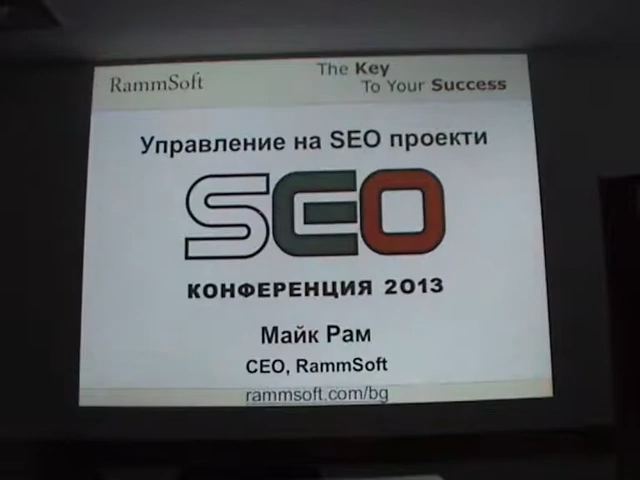 RammSoft
The Key
To Your Success
Управление на SEO проекти
SEO
КОНФЕРЕНЦИЯ 2013
Майк Рам
CEO, RammSoft
rammsoft.com/bg